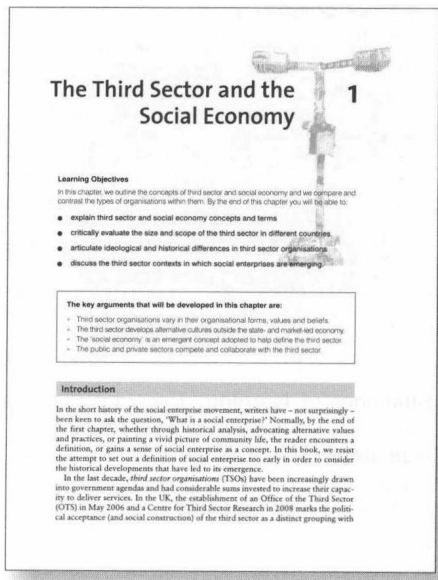 The Third Sector and the
Social Economy
1
Learning Objectives
In this chapter, we outline the concepts of third sector and social economy and we compare and
contrast the types of organisations within them. By the end of this chapter you will be able to:
● explain third sector and social economy concepts and terms
● critically evaluate the size and scope of the third sector in different countries
● articulate ideological and historical differences in third sector organisations
● discuss the third sector contexts in which social enterprises are emerging.
The key arguments that will be developed in this chapter are:
• Third sector organisations vary in their organisational forms, values and beliefs.
• The third sector develops alternative cultures outside the state- and market-led economy.
• The 'social economy' is an emergent concept adopted to help define the third sector.
• The public and private sectors compete and collaborate with the third sector.
Introduction
In the short history of the social enterprise movement, writers have – not surprisingly –
been keen to ask the question, 'What is a social enterprise?' Normally, by the end of
the first chapter, whether through historical analysis, advocating alternative values
and practices, or painting a vivid picture of community life, the reader encounters a
definition, or gains a sense of social enterprise as a concept. In this book, we resist
the attempt to set out a definition of social enterprise too early in order to consider
the historical developments that have led to its emergence.
In the last decade, third sector organisations (TSOs) have been increasingly drawn
into government agendas and had considerable sums invested to increase their capac-
ity to deliver services. In the UK, the establishment of an Office of the Third Sector
(OTS) in May 2006 and a Centre for Third Sector Research in 2008 marks the politi-
cal acceptance (and social construction) of the third sector as a distinct grouping with